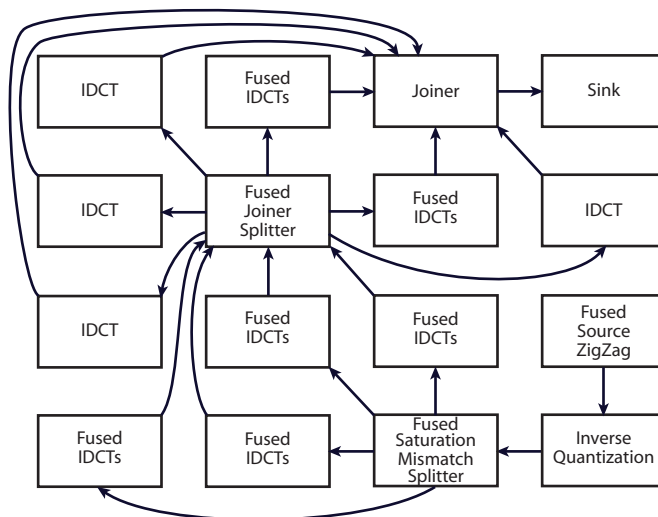 IDCT
Fused
IDCTs
Joiner
Sink
IDCT
Fused
Joiner
Splitter
Fused
IDCTs
IDCT
IDCT
Fused
IDCTs
Fused
IDCTs
Fused
Source
ZigZag
Fused
IDCTs
Fused
IDCTs
Fused
Saturation
Mismatch
Splitter
Inverse
Quantization